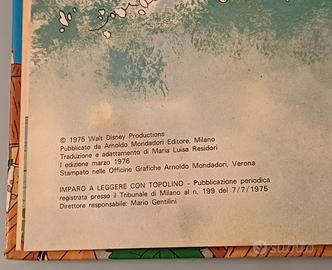 © 1975 Walt Disney Productions
Pubblicato da Arnoldo Mondadori Editore, Milano
Traduzione e adattamento di Maria Luisa Residori
I edizione marzo 1976
Stampato nelle Officine Grafiche Arnoldo Mondadori, Verona
IMPARO A LEGGERE CON TOPOLINO - Pubblicazione periodica
registrata presso il Tribunale di Milano al n. 199 del 7/7/1975
Direttore responsabile: Mario Gentilini
subito